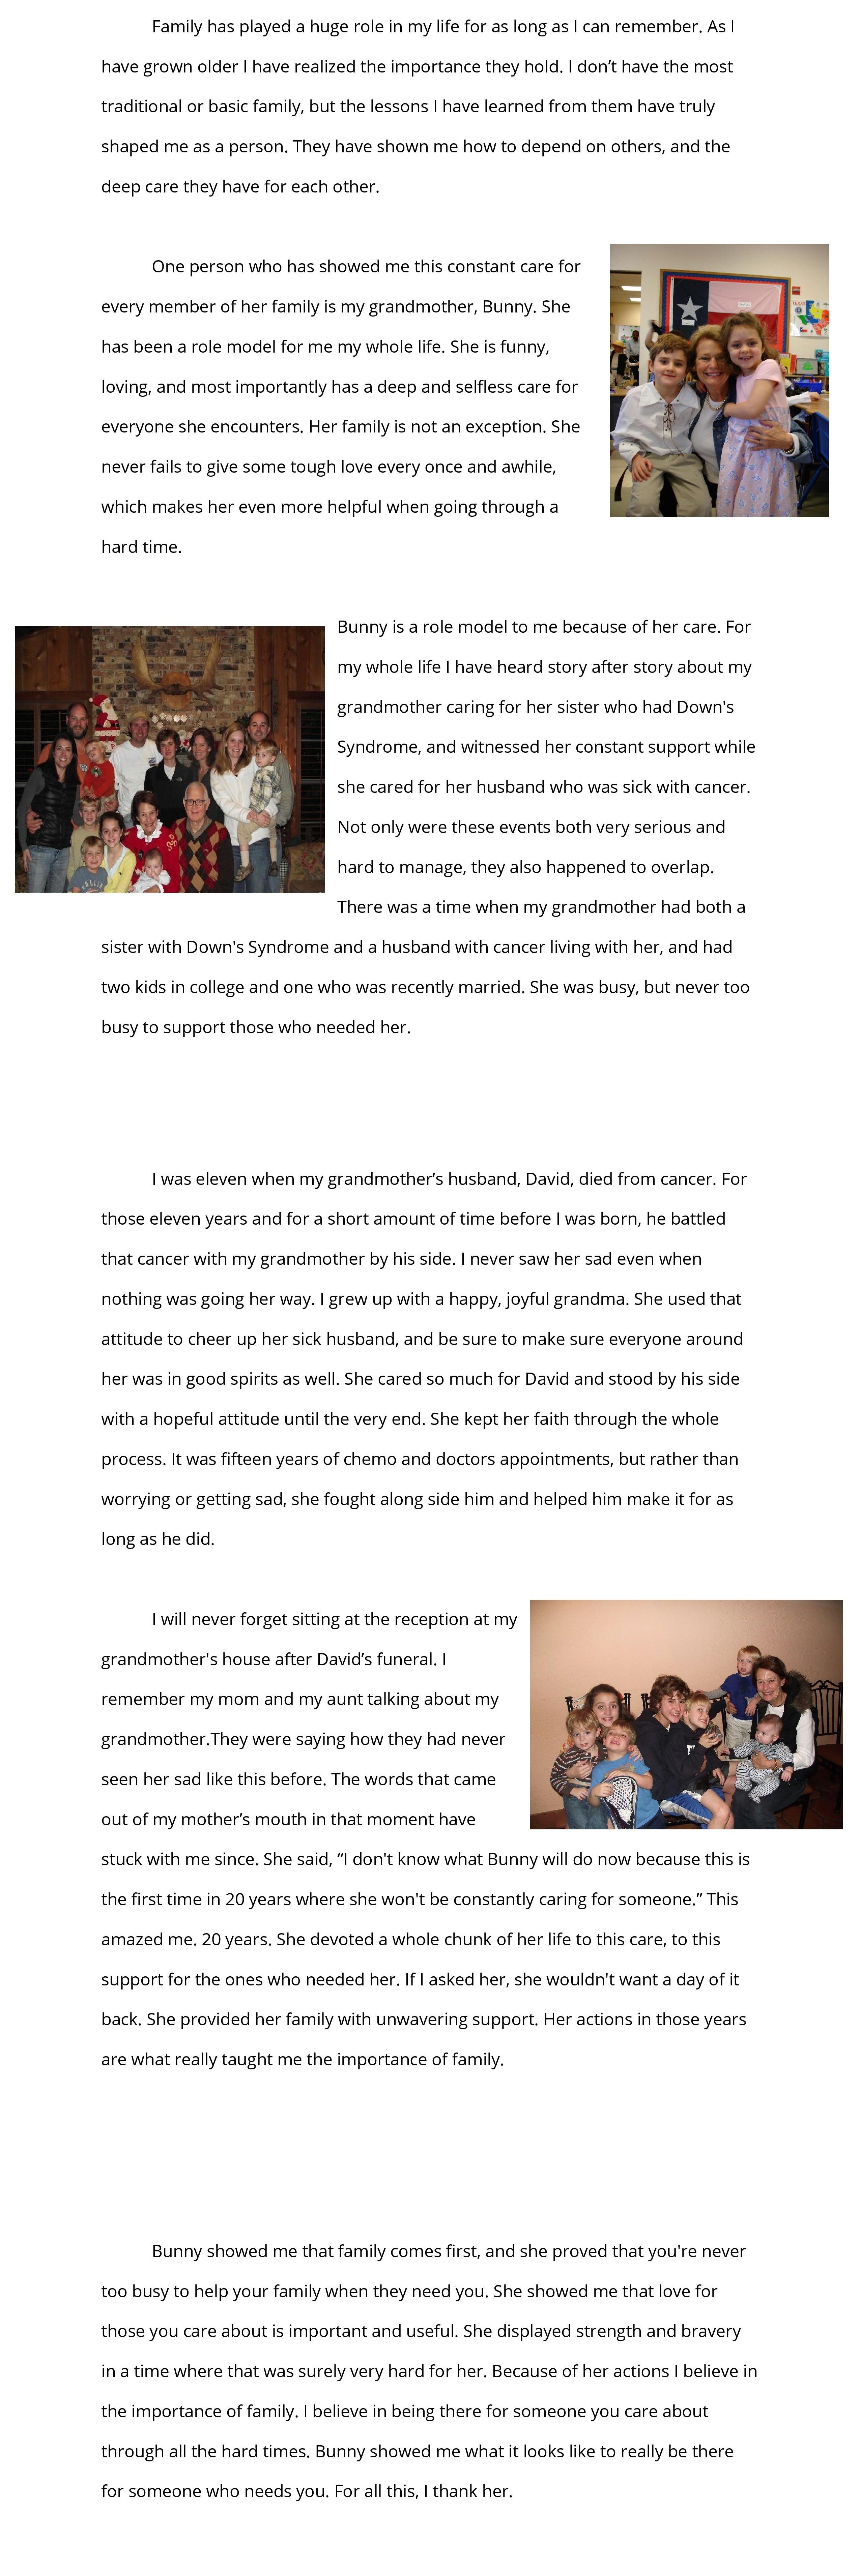 Family has played a huge role in my life for as long as I can remember. As I
have grown older I have realized the importance they hold. I don’t have the most
traditional or basic family, but the lessons I have learned from them have truly
shaped me as a person. They have shown me how to depend on others, and the
deep care they have for each other.
One person who has showed me this constant care for
every member of her family is my grandmother, Bunny. She
has been a role model for me my whole life. She is funny,
loving, and most importantly has a deep and selfless care for
everyone she encounters. Her family is not an exception. She
never fails to give some tough love every once and awhile,
which makes her even more helpful when going through a
hard time.
Bunny is a role model to me because of her care. For
my whole life I have heard story after story about my
grandmother caring for her sister who had Down's
Syndrome, and witnessed her constant support while
she cared for her husband who was sick with cancer.
Not only were these events both very serious and
hard to manage, they also happened to overlap.
There was a time when my grandmother had both a
sister with Down's Syndrome and a husband with cancer living with her, and had
two kids in college and one who was recently married. She was busy, but never too
busy to support those who needed her.
I was eleven when my grandmother’s husband, David, died from cancer. For
those eleven years and for a short amount of time before I was born, he battled
that cancer with my grandmother by his side. I never saw her sad even when
nothing was going her way. I grew up with a happy, joyful grandma. She used that
attitude to cheer up her sick husband, and be sure to make sure everyone around
her was in good spirits as well. She cared so much for David and stood by his side
with a hopeful attitude until the very end. She kept her faith through the whole
process. It was fifteen years of chemo and doctors appointments, but rather than
worrying or getting sad, she fought along side him and helped him make it for as
long as he did.
I will never forget sitting at the reception at my
grandmother's house after David’s funeral. I
remember my mom and my aunt talking about my
grandmother.They were saying how they had never
seen her sad like this before. The words that came
out of my mother’s mouth in that moment have
stuck with me since. She said, “I don't know what Bunny will do now because this is
the first time in 20 years where she won't be constantly caring for someone.” This
amazed me. 20 years. She devoted a whole chunk of her life to this care, to this
support for the ones who needed her. If I asked her, she wouldn't want a day of it
back. She provided her family with unwavering support. Her actions in those years
are what really taught me the importance of family.
Bunny showed me that family comes first, and she proved that you're never
too busy to help your family when they need you. She showed me that love for
those you care about is important and useful. She displayed strength and bravery
in a time where that was surely very hard for her. Because of her actions I believe in
the importance of family. I believe in being there for someone you care about
through all the hard times. Bunny showed me what it looks like to really be there
for someone who needs you. For all this, I thank her.